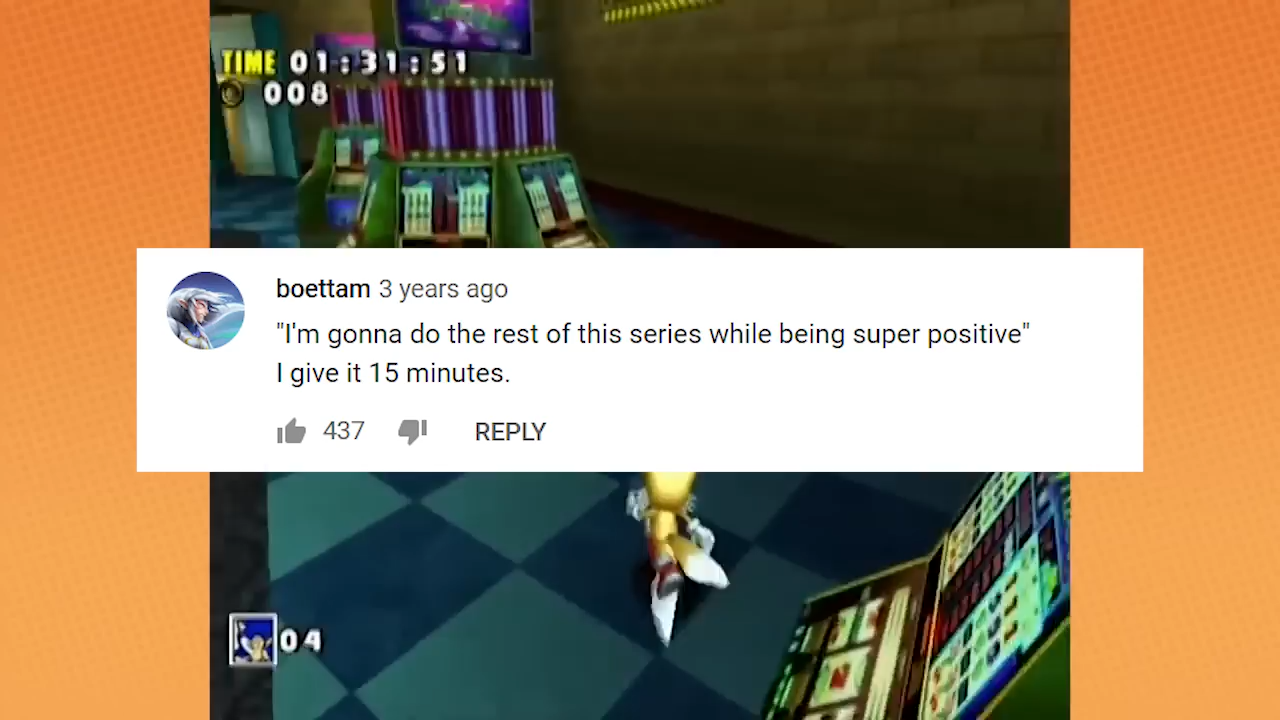 TIME 01:31:51
008
boettam 3 years ago
"I'm gonna do the rest of this series while being super positive"
I give it 15 minutes.
437 REPLY
04